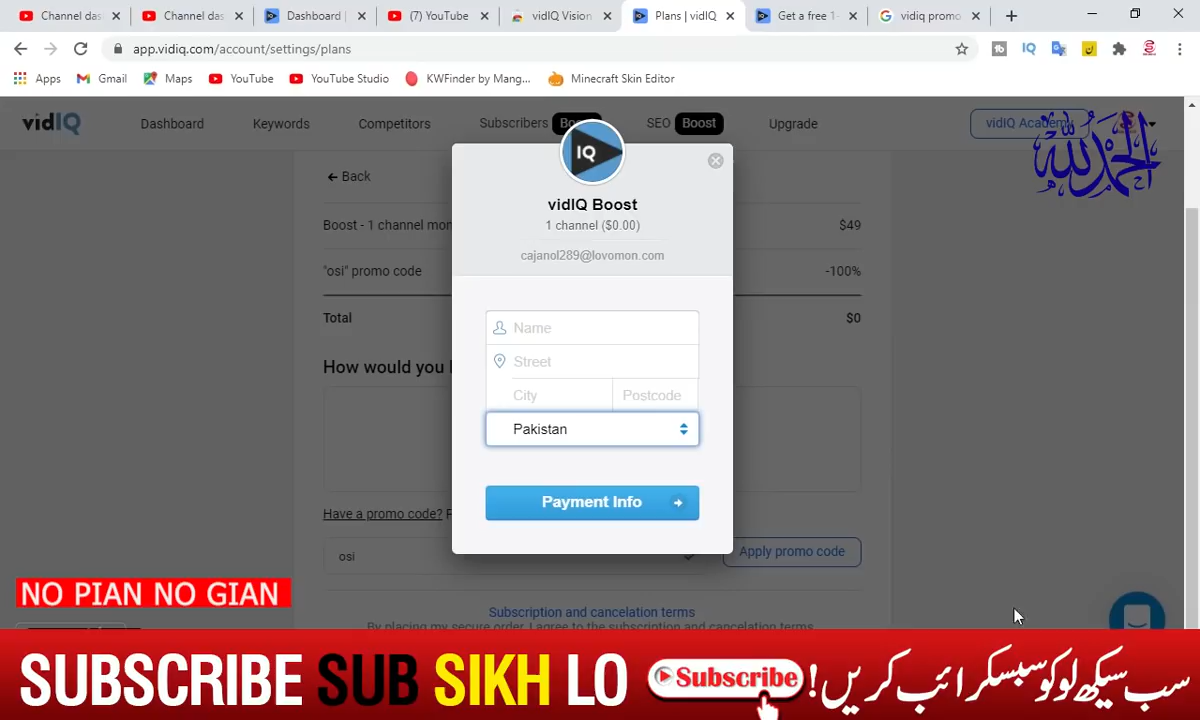 Channel das
Channel das
Dashboard |
(7) YouTube
vidIQ Vision
Plans | vidIQ
Get a free 1-
vidiq promo
app.vidiq.com/account/settings/plans
Apps
Gmail
Maps
YouTube
YouTube Studio
KWFinder by Mang...
Minecraft Skin Editor
vidIQ
Dashboard
Keywords
Competitors
Subscribers
SEO Boost
Upgrade
vidIQ
IQ
الحمد لله
Back
vidIQ Boost
1 channel ($0.00)
cajanol289@lovomon.com
Boost - 1 channel mon
$49
"osi" promo code
-100%
Total
$0
How would you
Name
Street
City
Postcode
Pakistan
Payment Info
Have a promo code?
osi
Apply promo code
NO PIAN NO GIAN
Subscription and cancelation terms
By placing my secure order, I agree to the subscription and cancelation terms
SUBSCRIBE SUB SIKH LO
Subscribe
سب سیکھ لو کو سبسکرائب کریں!